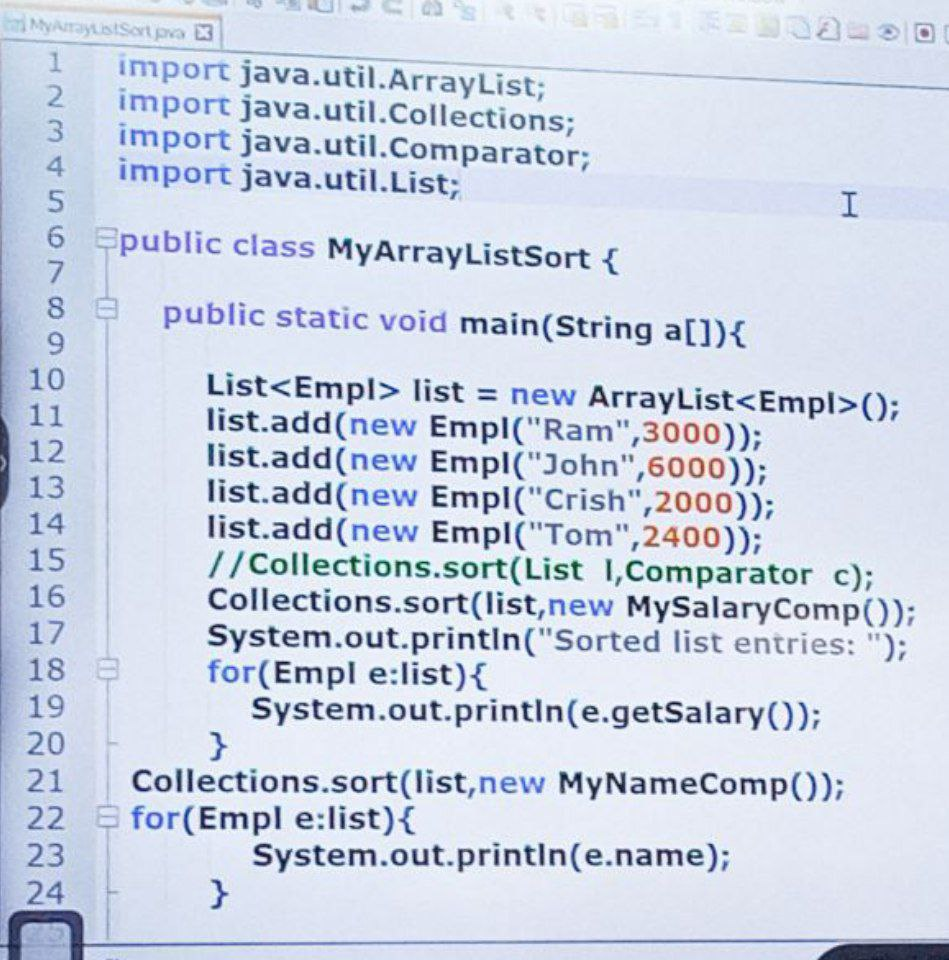 MyArrayListSort.java
1 import java.util.ArrayList;
2 import java.util.Collections;
3 import java.util.Comparator;
4 import java.util.List;
5
6 public class MyArrayListSort {
7
8 public static void main(String a[]){
9
10 List<Empl> list = new ArrayList<Empl>();
11 list.add(new Empl("Ram",3000));
12 list.add(new Empl("John",6000));
13 list.add(new Empl("Crish",2000));
14 list.add(new Empl("Tom",2400));
15 //Collections.sort(List l,Comparator c);
16 Collections.sort(list,new MySalaryComp());
17 System.out.println("Sorted list entries: ");
18 for(Empl e:list){
19 System.out.println(e.getSalary());
20 }
21 Collections.sort(list,new MyNameComp());
22 for(Empl e:list){
23 System.out.println(e.name);
24 }
25